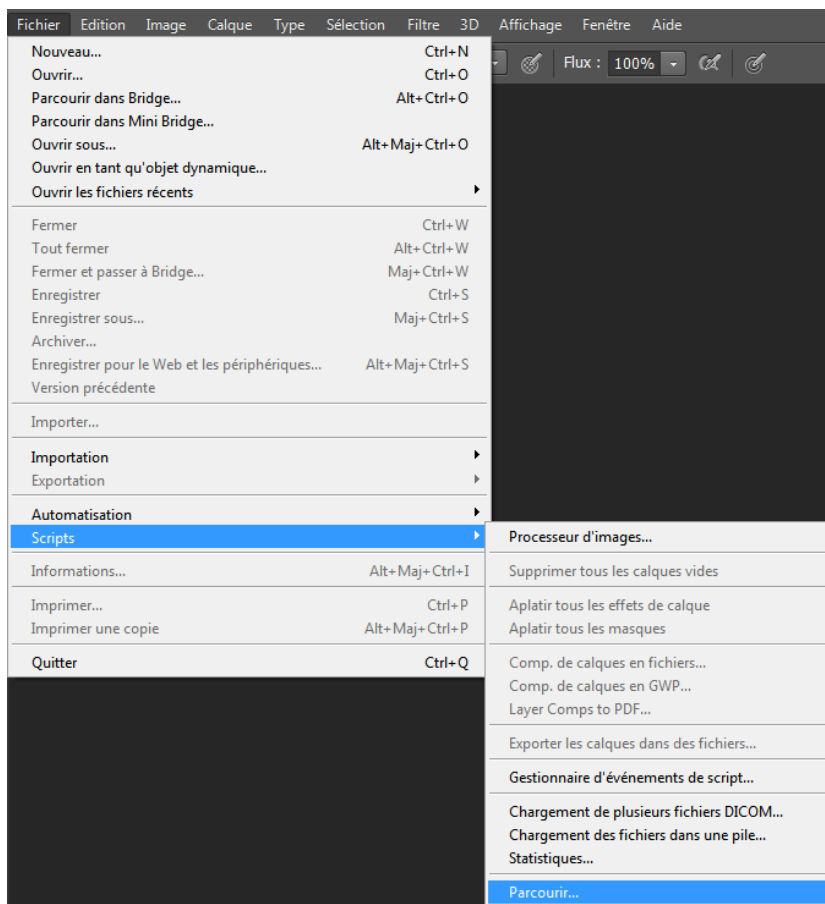 Fichier Edition Image Calque Type Sélection Filtre 3D Affichage Fenêtre Aide
Flux : 100%
Nouveau... Ctrl+N
Ouvrir... Ctrl+O
Parcourir dans Bridge... Alt+Ctrl+O
Parcourir dans Mini Bridge...
Ouvrir sous... Alt+Maj+Ctrl+O
Ouvrir en tant qu'objet dynamique...
Ouvrir les fichiers récents
Fermer Ctrl+W
Tout fermer Alt+Ctrl+W
Fermer et passer à Bridge... Maj+Ctrl+W
Enregistrer Ctrl+S
Enregistrer sous... Maj+Ctrl+S
Archiver...
Enregistrer pour le Web et les périphériques... Alt+Maj+Ctrl+S
Version précédente
Importer...
Importation
Exportation
Automatisation
Scripts
Informations... Alt+Maj+Ctrl+I
Imprimer... Ctrl+P
Imprimer une copie Alt+Maj+Ctrl+P
Quitter Ctrl+Q
Processeur d'images...
Supprimer tous les calques vides
Aplatir tous les effets de calque
Aplatir tous les masques
Comp. de calques en fichiers...
Comp. de calques en GWP...
Layer Comps to PDF...
Exporter les calques dans des fichiers...
Gestionnaire d'événements de script...
Chargement de plusieurs fichiers DICOM...
Chargement des fichiers dans une pile...
Statistiques...
Parcourir...